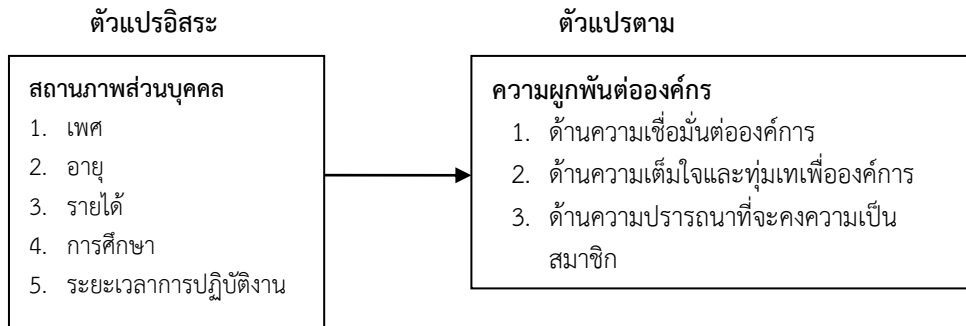 ตัวแปรอิสระ
ตัวแปรตาม
สถานภาพส่วนบุคคล
1. เพศ
2. อายุ
3. รายได้
4. การศึกษา
5. ระยะเวลาการปฏิบัติงาน
ความผูกพันต่อองค์กร
1. ด้านความเชื่อมั่นต่อองค์การ
2. ด้านความเต็มใจและทุ่มเทเพื่อองค์การ
3. ด้านความปรารถนาที่จะคงความเป็น
สมาชิก